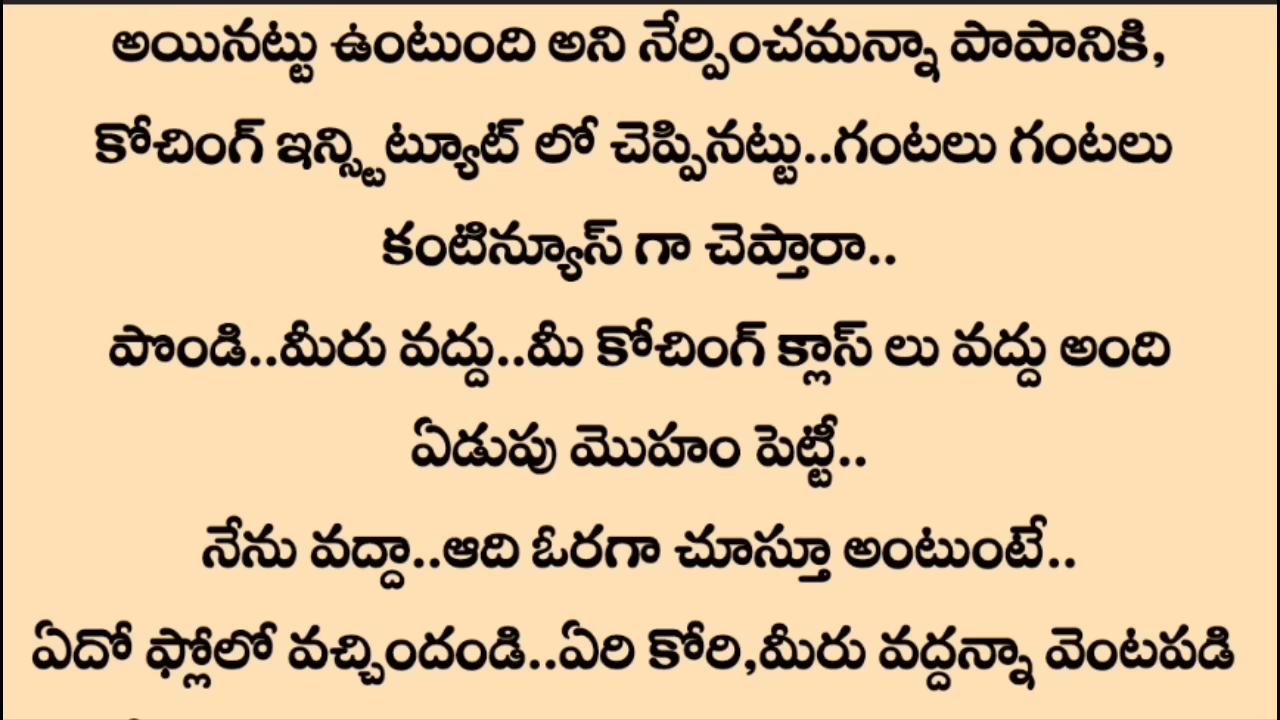 అయినట్టు ఉంటుంది అని నేర్పించమన్నా పాపానికి,
కోచింగ్ ఇన్స్టిట్యూట్ లో చెప్పినట్టు..గంటలు గంటలు
కంటిన్యూస్ గా చెప్తారా..
పొండి..మీరు వద్దు..మీ కోచింగ్ క్లాస్ లు వద్దు అంది
ఏడుపు మొహం పెట్టీ..
నేను వద్దా..ఆది ఓరగా చూస్తూ అంటుంటే..
ఏదో ఫ్లోలో వచ్చిందండి..ఏరి కోరి,మీరు వద్దన్నా వెంటపడి